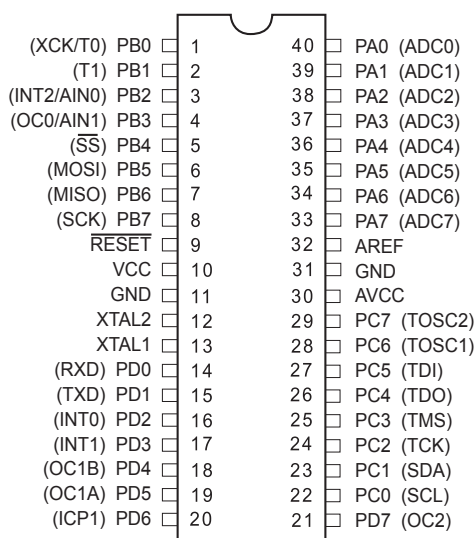 (XCK/T0) PB0 1 40 PA0 (ADC0)
(T1) PB1 2 39 PA1 (ADC1)
(INT2/AIN0) PB2 3 38 PA2 (ADC2)
(OC0/AIN1) PB3 4 37 PA3 (ADC3)
(S̅S̅) PB4 5 36 PA4 (ADC4)
(MOSI) PB5 6 35 PA5 (ADC5)
(MISO) PB6 7 34 PA6 (ADC6)
(SCK) PB7 8 33 PA7 (ADC7)
R̅E̅S̅E̅T̅ 9 32 AREF
VCC 10 31 GND
GND 11 30 AVCC
XTAL2 12 29 PC7 (TOSC2)
XTAL1 13 28 PC6 (TOSC1)
(RXD) PD0 14 27 PC5 (TDI)
(TXD) PD1 15 26 PC4 (TDO)
(INT0) PD2 16 25 PC3 (TMS)
(INT1) PD3 17 24 PC2 (TCK)
(OC1B) PD4 18 23 PC1 (SDA)
(OC1A) PD5 19 22 PC0 (SCL)
(ICP1) PD6 20 21 PD7 (OC2)